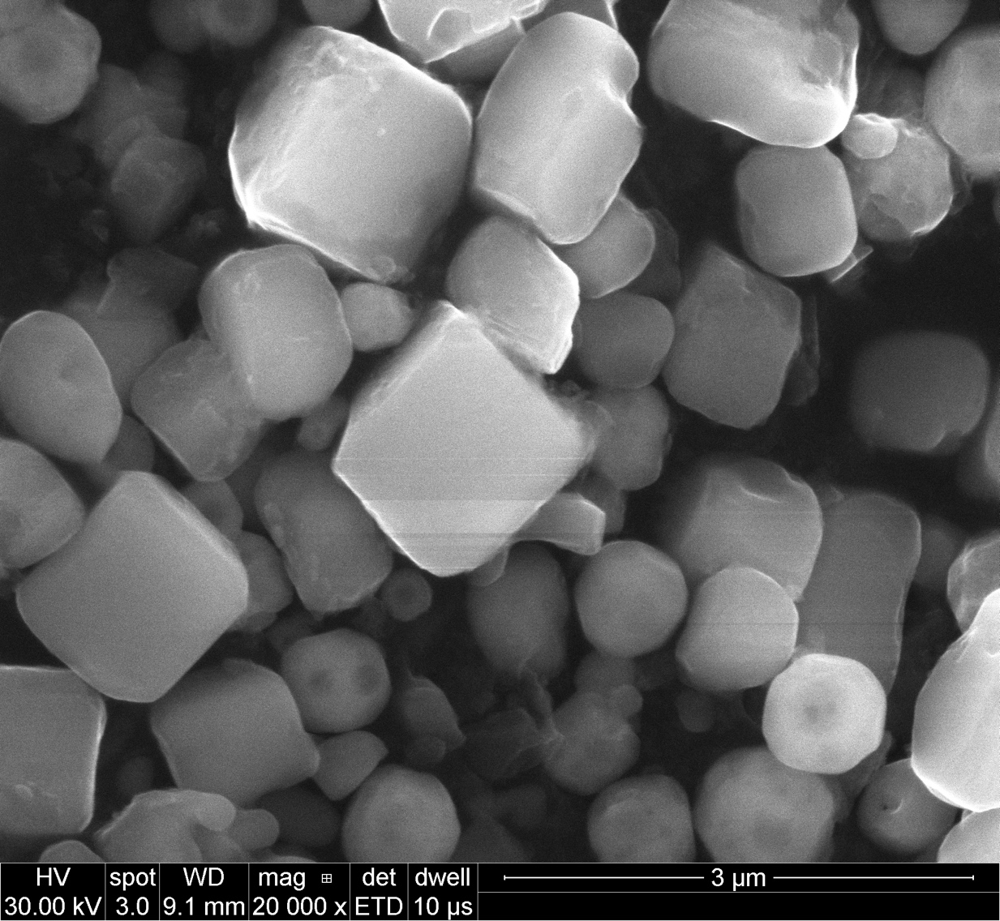 HV spot WD mag ⊞ det dwell
30.00 kV 3.0 9.1 mm 20 000 x ETD 10 µs
3 µm